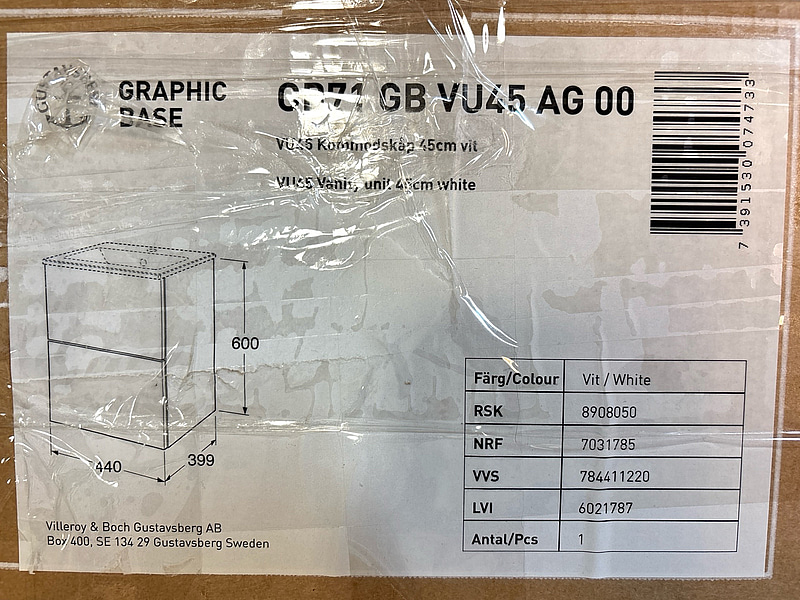 GUSTAVSBERG
GRAPHIC
BASE
GB71 GB VU45 AG 00
VU45 Kommodskåp 45cm vit
VU45 Vanity unit 45cm white
7 391530 074733
600
440
399
Färg/Colour Vit / White
RSK 8908050
NRF 7031785
VVS 784411220
LVI 6021787
Antal/Pcs 1
Villeroy & Boch Gustavsberg AB
Box 400, SE 134 29 Gustavsberg Sweden